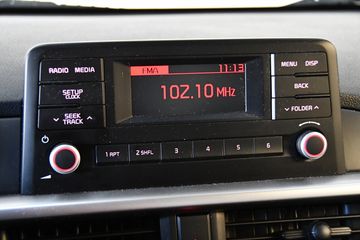 RADIO MEDIA
FMA 11:13
MENU DISP
102.10 MHz
SETUP
CLOCK
BACK
SEEK
TRACK
FOLDER
1 RPT 2 SHFL 3 4 5 6